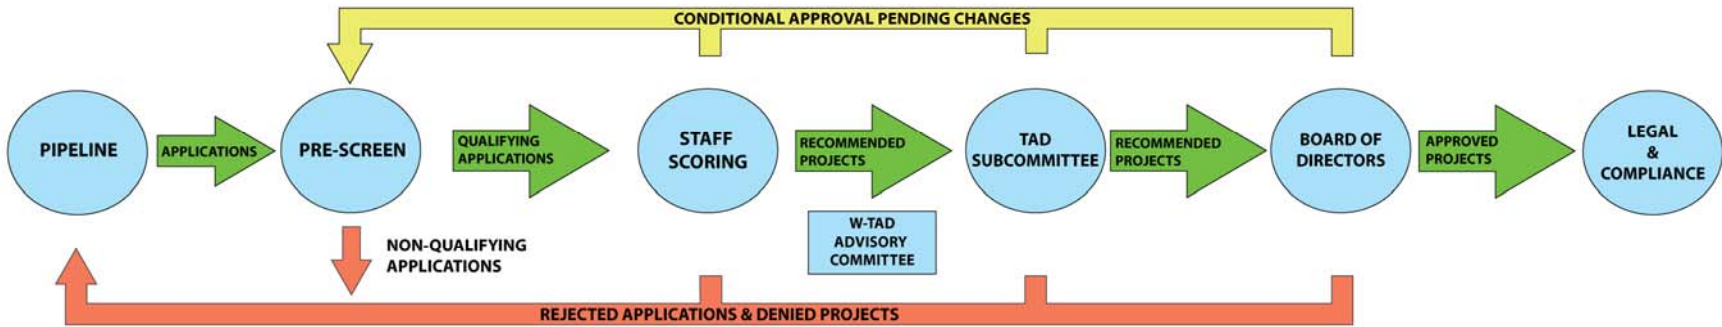 CONDITIONAL APPROVAL PENDING CHANGES
PIPELINE
APPLICATIONS
PRE-SCREEN
QUALIFYING
APPLICATIONS
STAFF
SCORING
RECOMMENDED
PROJECTS
TAD
SUBCOMMITTEE
RECOMMENDED
PROJECTS
BOARD OF
DIRECTORS
APPROVED
PROJECTS
LEGAL
&
COMPLIANCE
NON-QUALIFYING
APPLICATIONS
W-TAD
ADVISORY
COMMITTEE
REJECTED APPLICATIONS & DENIED PROJECTS